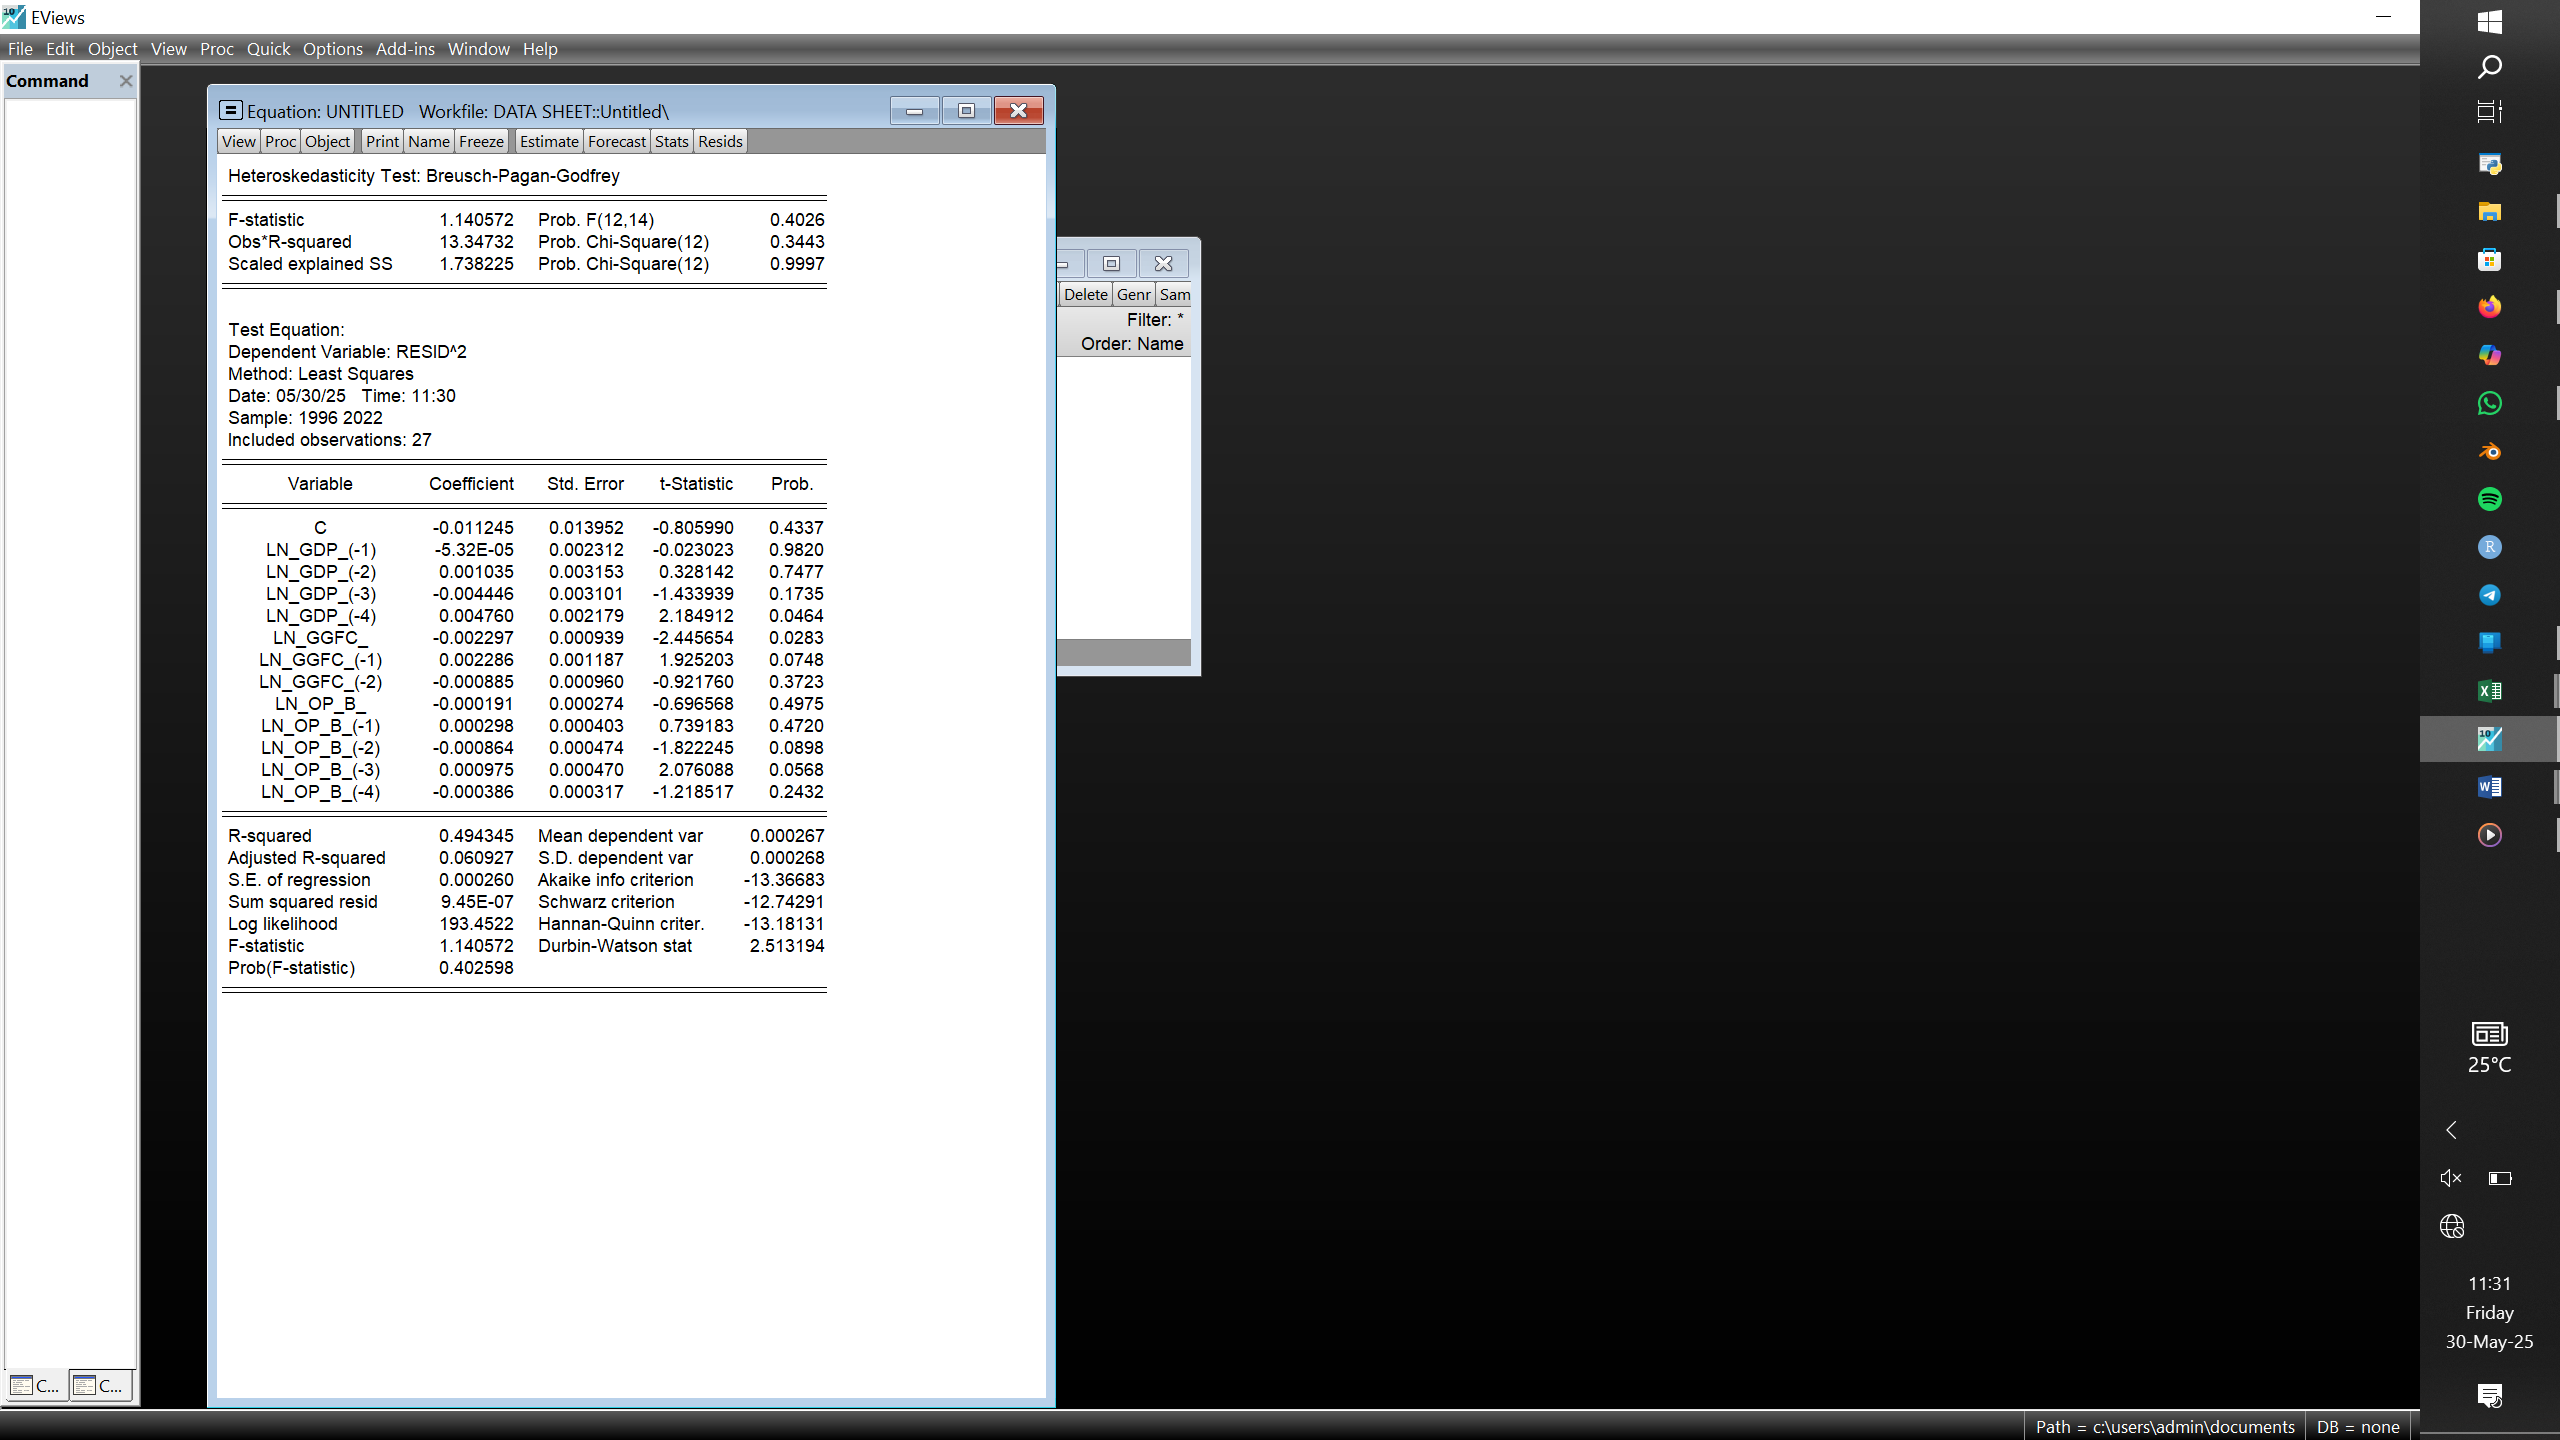 EViews
File Edit Object View Proc Quick Options Add-ins Window Help
Command
Equation: UNTITLED Workfile: DATA SHEET::Untitled\
View Proc Object Print Name Freeze Estimate Forecast Stats Resids
Heteroskedasticity Test: Breusch-Pagan-Godfrey
F-statistic 1.140572 Prob. F(12,14) 0.4026
Obs*R-squared 13.34732 Prob. Chi-Square(12) 0.3443
Scaled explained SS 1.738225 Prob. Chi-Square(12) 0.9997
Test Equation:
Dependent Variable: RESID^2
Method: Least Squares
Date: 05/30/25 Time: 11:30
Sample: 1996 2022
Included observations: 27
Variable Coefficient Std. Error t-Statistic Prob.
C -0.011245 0.013952 -0.805990 0.4337
LN_GDP_(-1) -5.32E-05 0.002312 -0.023023 0.9820
LN_GDP_(-2) 0.001035 0.003153 0.328142 0.7477
LN_GDP_(-3) -0.004446 0.003101 -1.433939 0.1735
LN_GDP_(-4) 0.004760 0.002179 2.184912 0.0464
LN_GGFC_ -0.002297 0.000939 -2.445654 0.0283
LN_GGFC_(-1) 0.002286 0.001187 1.925203 0.0748
LN_GGFC_(-2) -0.000885 0.000960 -0.921760 0.3723
LN_OP_B_ -0.000191 0.000274 -0.696568 0.4975
LN_OP_B_(-1) 0.000298 0.000403 0.739183 0.4720
LN_OP_B_(-2) -0.000864 0.000474 -1.822245 0.0898
LN_OP_B_(-3) 0.000975 0.000470 2.076088 0.0568
LN_OP_B_(-4) -0.000386 0.000317 -1.218517 0.2432
R-squared 0.494345 Mean dependent var 0.000267
Adjusted R-squared 0.060927 S.D. dependent var 0.000268
S.E. of regression 0.000260 Akaike info criterion -13.36683
Sum squared resid 9.45E-07 Schwarz criterion -12.74291
Log likelihood 193.4522 Hannan-Quinn criter. -13.18131
F-statistic 1.140572 Durbin-Watson stat 2.513194
Prob(F-statistic) 0.402598
Delete Genr Sam
Filter: *
Order: Name
C... C...
Path = c:\users\admin\documents DB = none
25°C
11:31
Friday
30-May-25